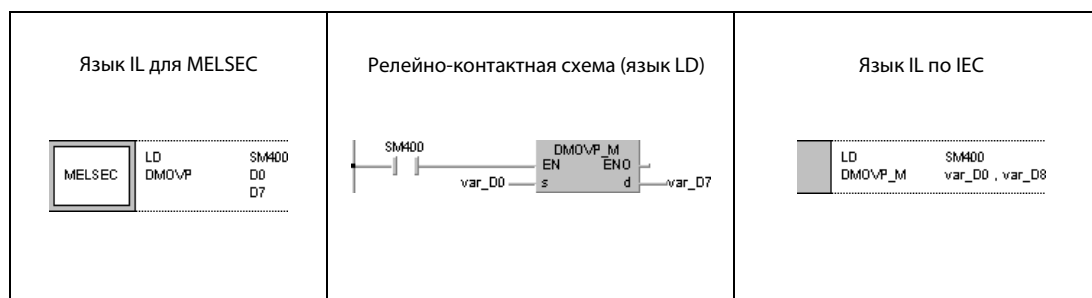 Язык IL для MELSEC
MELSEC
LD SM400
DMOVP D0
D7
Релейно-контактная схема (язык LD)
SM400
DMOVP_M
EN ENO
var_D0 s d var_D7
Язык IL по IEC
LD SM400
DMOVP_M var_D0 , var_D8